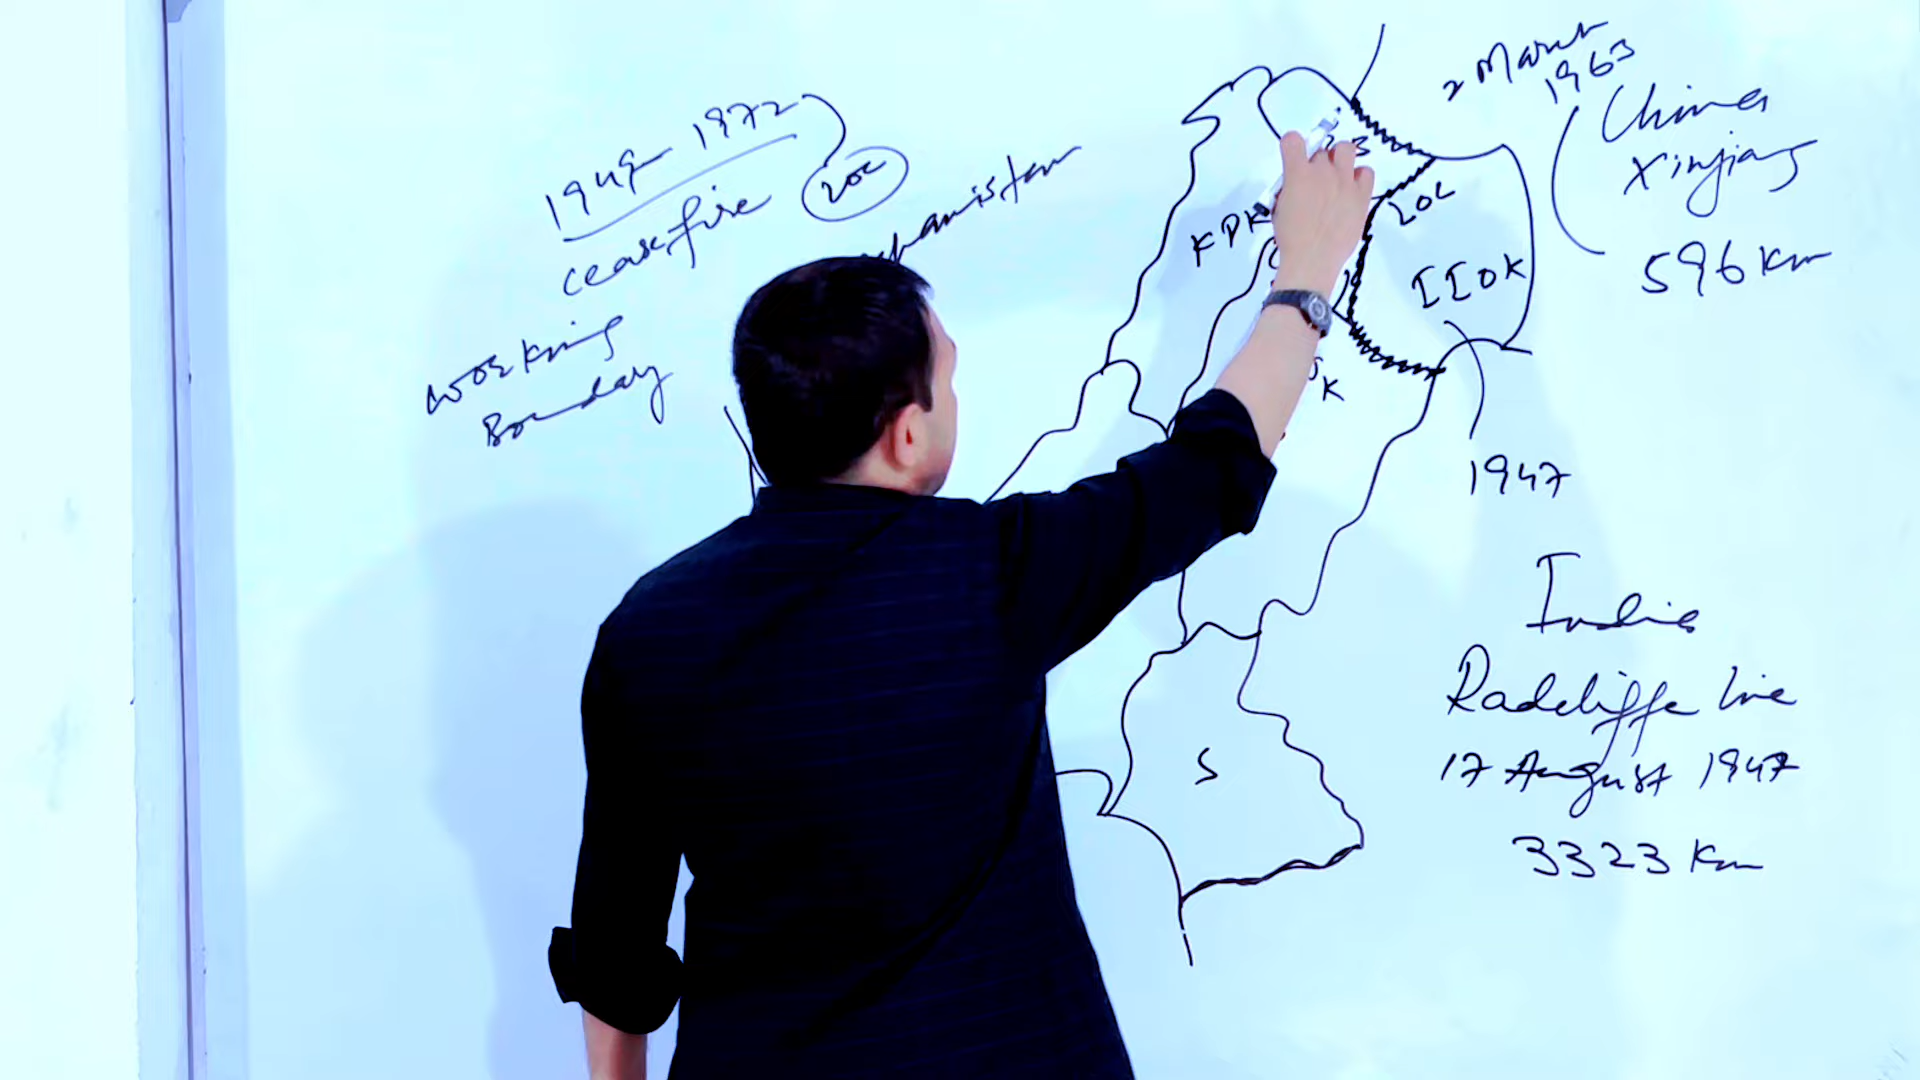 1949 - 1972
ceasefire
LOC
working
Boundary
KPK
LOC
IIOK
1947
2 March
1963
China
Xinjiang
596 Km
India
Radcliffe line
17 August 1947
3323 Km
S